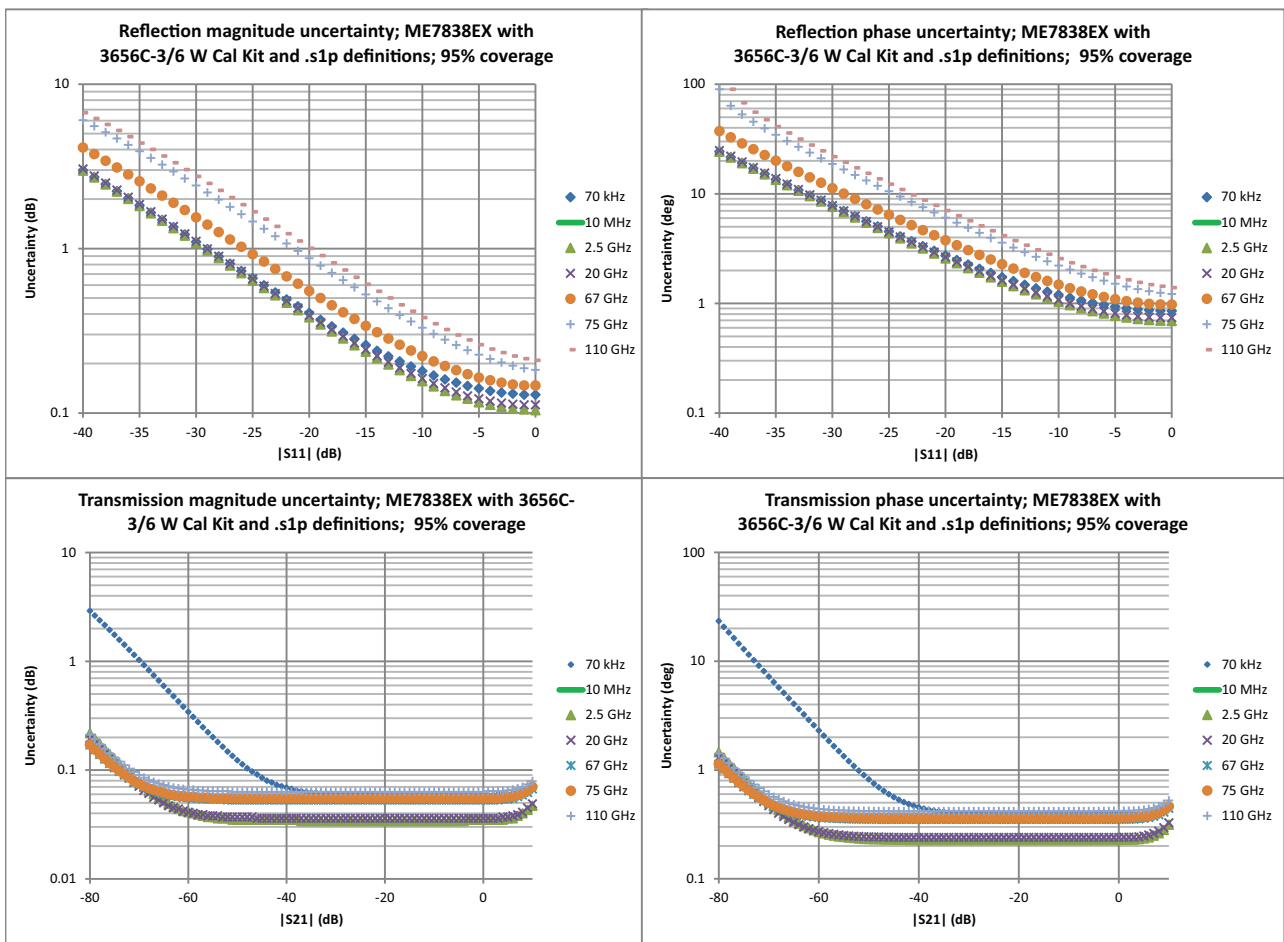 Reflection magnitude uncertainty; ME7838EX with
3656C-3/6 W Cal Kit and .s1p definitions; 95% coverage
10
1
0.1
Uncertainty (dB)
-40 -35 -30 -25 -20 -15 -10 -5 0
|S11| (dB)
70 kHz
10 MHz
2.5 GHz
20 GHz
67 GHz
75 GHz
110 GHz
Reflection phase uncertainty; ME7838EX with
3656C-3/6 W Cal Kit and .s1p definitions; 95% coverage
100
10
1
0.1
Uncertainty (deg)
-40 -35 -30 -25 -20 -15 -10 -5 0
|S11| (dB)
70 kHz
10 MHz
2.5 GHz
20 GHz
67 GHz
75 GHz
110 GHz
Transmission magnitude uncertainty; ME7838EX with 3656C-
3/6 W Cal Kit and .s1p definitions; 95% coverage
10
1
0.1
0.01
Uncertainty (dB)
-80 -60 -40 -20 0
|S21| (dB)
70 kHz
10 MHz
2.5 GHz
20 GHz
67 GHz
75 GHz
110 GHz
Transmission phase uncertainty; ME7838EX with
3656C-3/6 W Cal Kit and .s1p definitions; 95% coverage
100
10
1
0.1
Uncertainty (deg)
-80 -60 -40 -20 0
|S21| (dB)
70 kHz
10 MHz
2.5 GHz
20 GHz
67 GHz
75 GHz
110 GHz